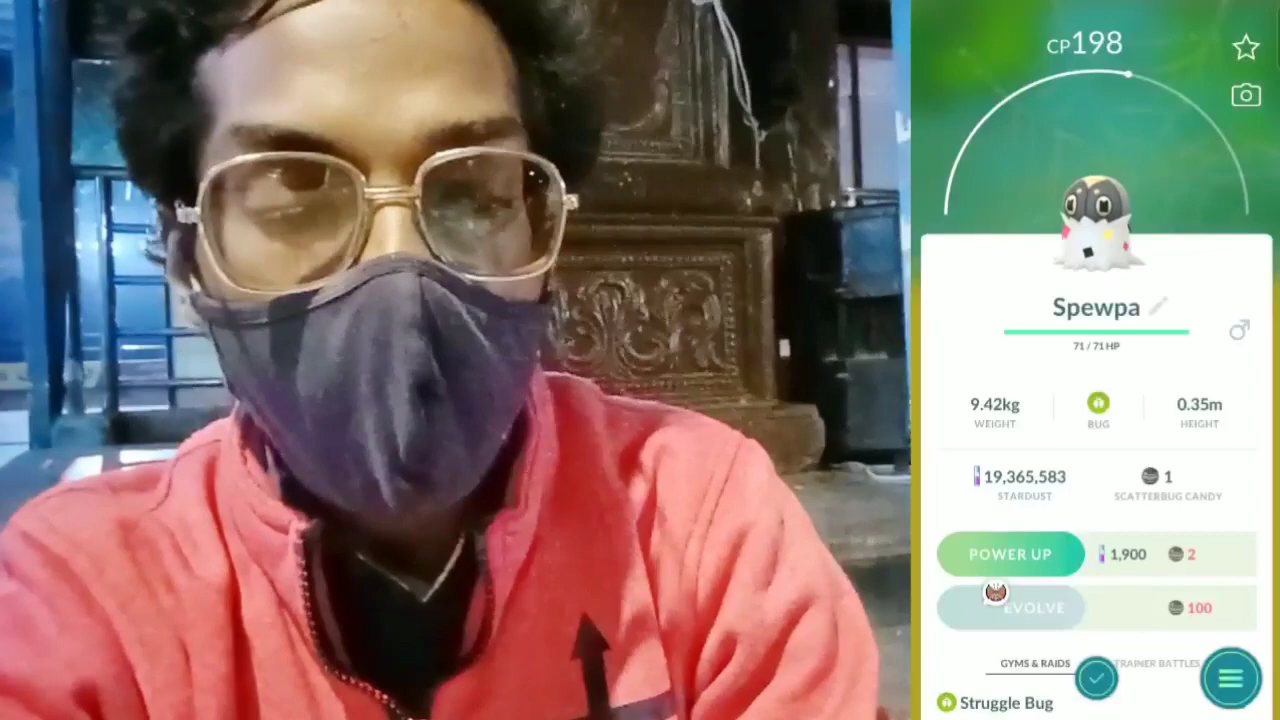 CP198
Spewpa
71 / 71 HP
9.42kg
WEIGHT
BUG
0.35m
HEIGHT
19,365,583
STARDUST
1
SCATTERBUG CANDY
POWER UP
1,900
2
EVOLVE
100
GYMS & RAIDS
TRAINER BATTLES
Struggle Bug